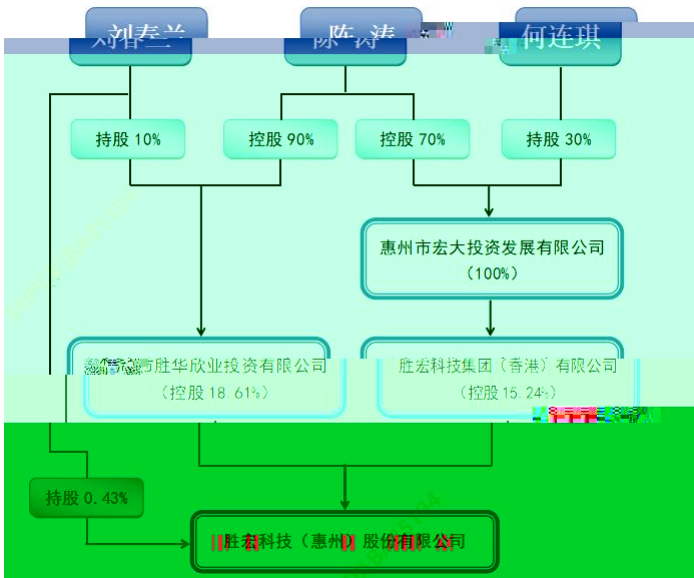 刘春兰
陈涛
何连琪
持股 10%
控股 90%
控股 70%
持股 30%
惠州市宏大投资发展有限公司
（100%）
市胜华欣业投资有限公司
（控股 18.61%）
胜宏科技集团（香港）有限公司
（控股 15.24%）
持股 0.43%
胜宏科技（惠州）股份有限公司